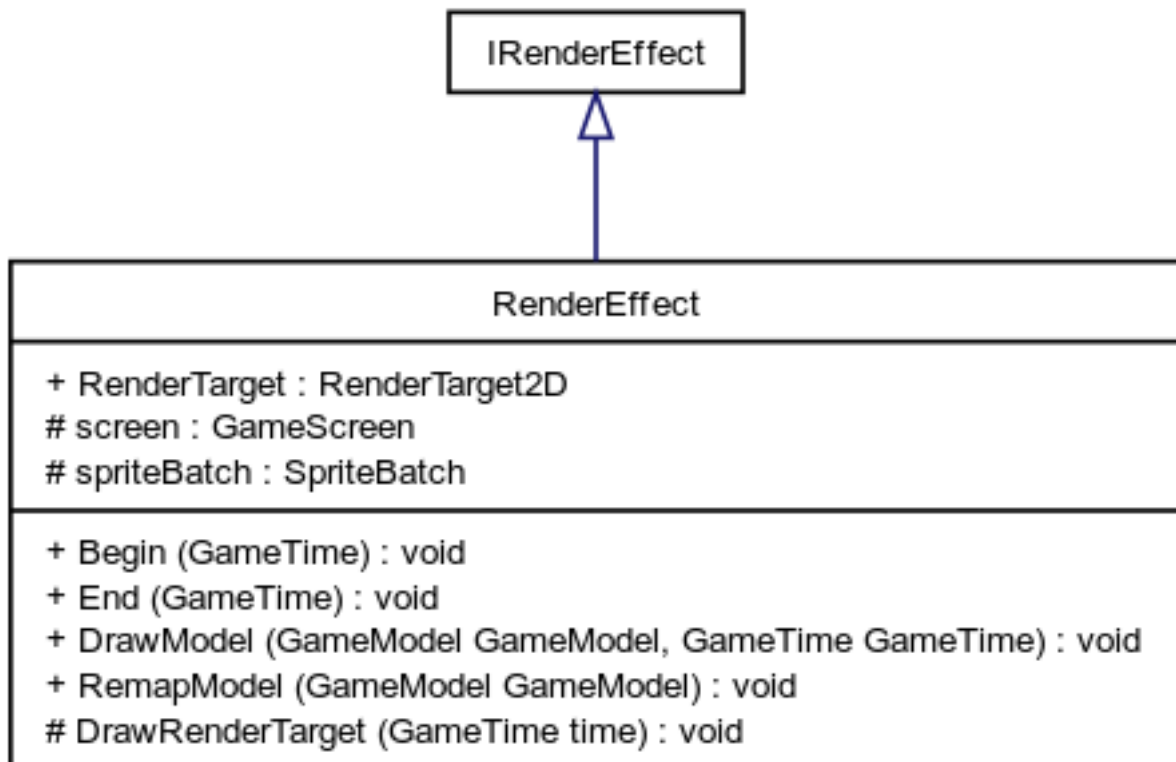 IRenderEffect
RenderEffect
+ RenderTarget : RenderTarget2D
# screen : GameScreen
# spriteBatch : SpriteBatch
+ Begin (GameTime) : void
+ End (GameTime) : void
+ DrawModel (GameModel GameModel, GameTime GameTime) : void
+ RemapModel (GameModel GameModel) : void
# DrawRenderTarget (GameTime time) : void